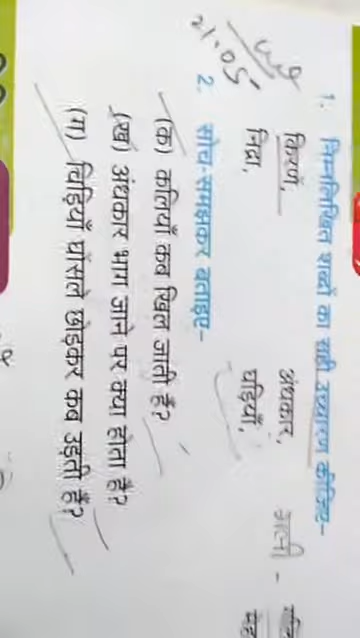 1. निम्नलिखित शब्दों का सही उच्चारण कीजिए–
किरणें, अंधकार,
निद्रा, घड़ियाँ,
2. सोच-समझकर बताइए–
(क) कलियाँ कब खिल जाती हैं?
(ख) अंधकार भाग जाने पर क्या होता है?
(ग) चिड़ियाँ घोंसले छोड़कर कब उड़ती हैं?